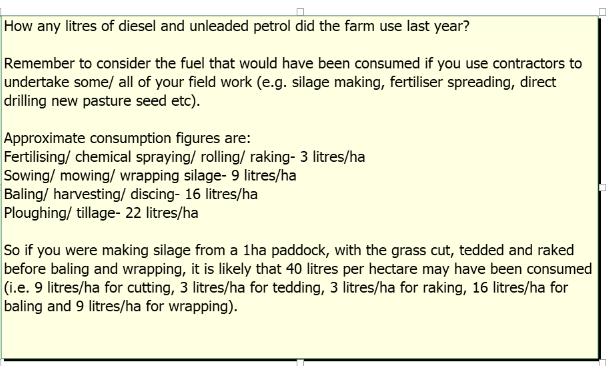 How any litres of diesel and unleaded petrol did the farm use last year?
Remember to consider the fuel that would have been consumed if you use contractors to
undertake some/ all of your field work (e.g. silage making, fertiliser spreading, direct
drilling new pasture seed etc).
Approximate consumption figures are:
Fertilising/ chemical spraying/ rolling/ raking- 3 litres/ha
Sowing/ mowing/ wrapping silage- 9 litres/ha
Baling/ harvesting/ discing- 16 litres/ha
Ploughing/ tillage- 22 litres/ha
So if you were making silage from a 1ha paddock, with the grass cut, tedded and raked
before baling and wrapping, it is likely that 40 litres per hectare may have been consumed
(i.e. 9 litres/ha for cutting, 3 litres/ha for tedding, 3 litres/ha for raking, 16 litres/ha for
baling and 9 litres/ha for wrapping).